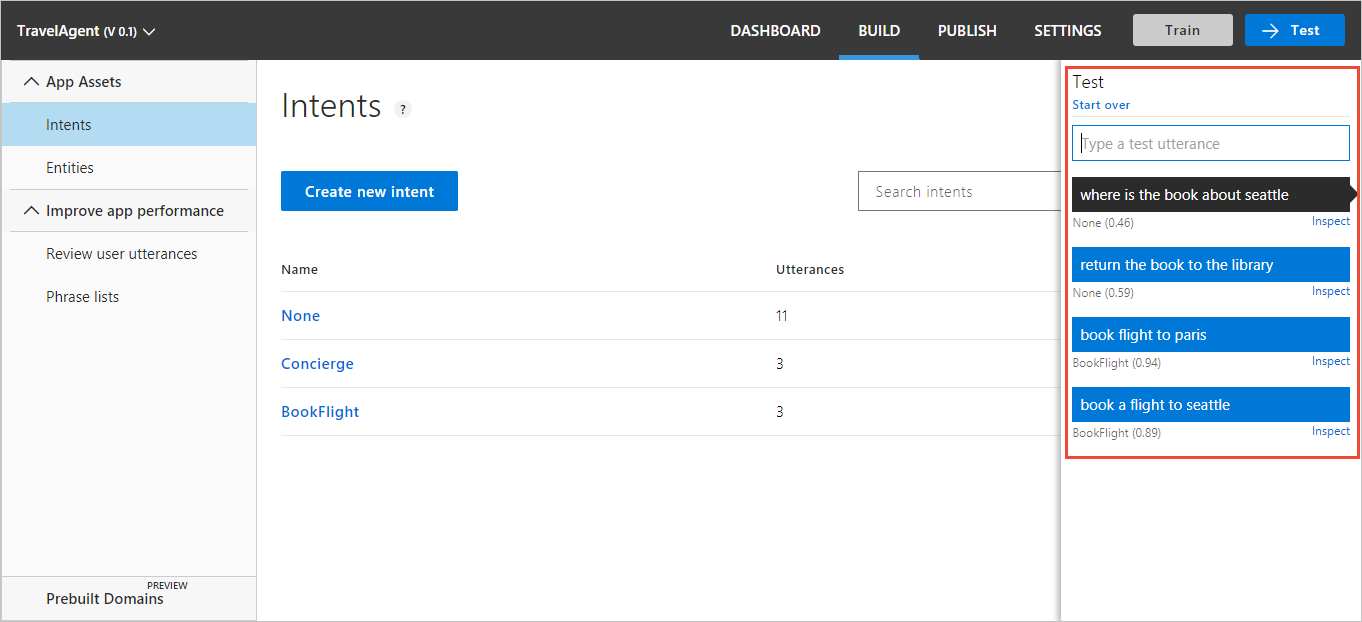 TravelAgent (V 0.1)
DASHBOARD
BUILD
PUBLISH
SETTINGS
Train
Test
App Assets
Intents
Entities
Improve app performance
Review user utterances
Phrase lists
PREVIEW
Prebuilt Domains
Intents ?
Create new intent
Search intents
Name Utterances
None 11
Concierge 3
BookFlight 3
Test
Start over
Type a test utterance
where is the book about seattle
None (0.46) Inspect
return the book to the library
None (0.59) Inspect
book flight to paris
BookFlight (0.94) Inspect
book a flight to seattle
BookFlight (0.89) Inspect